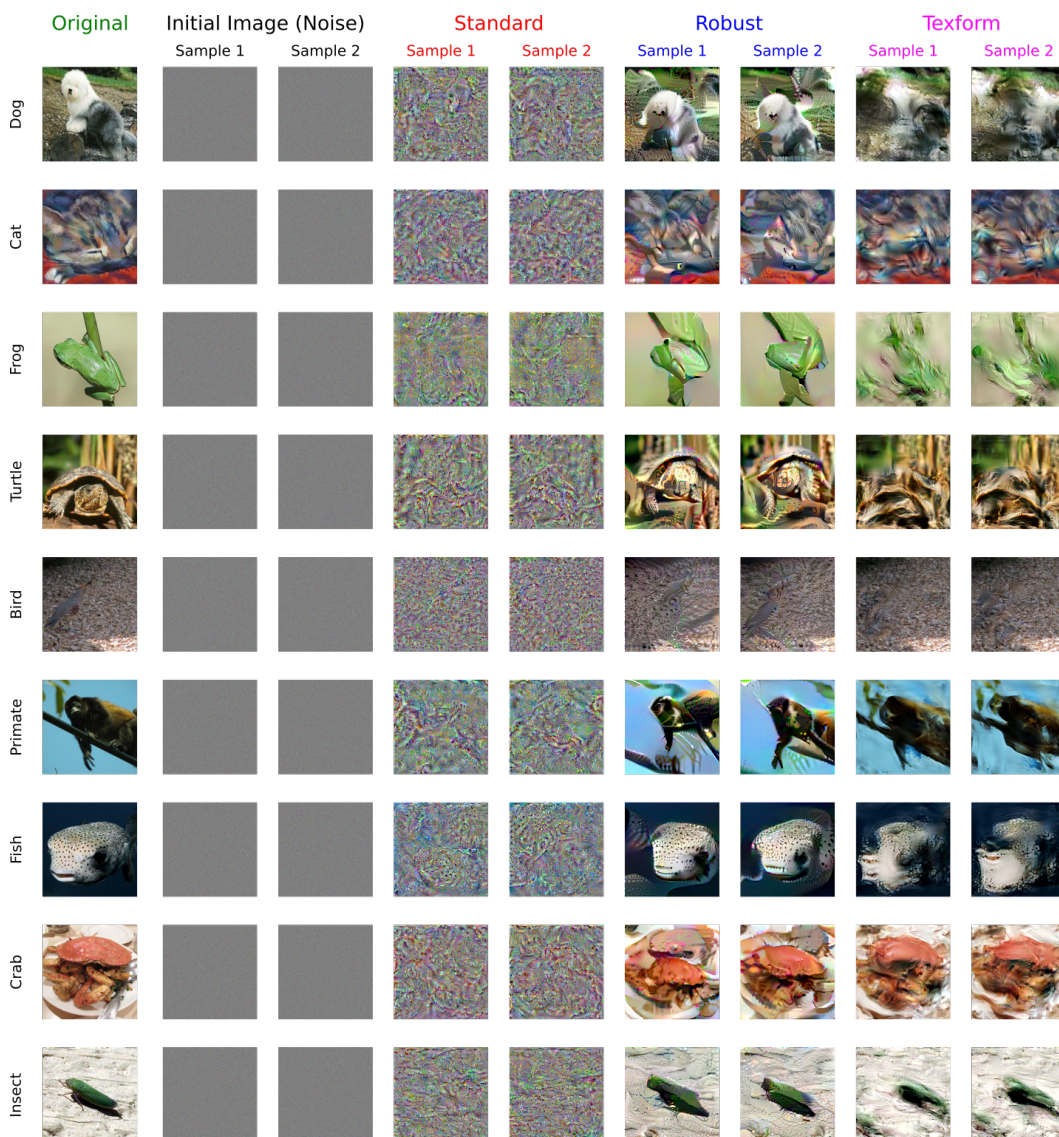 Original Initial Image (Noise) Standard Robust Texform
Sample 1 Sample 2 Sample 1 Sample 2 Sample 1 Sample 2 Sample 1 Sample 2
Dog
Cat
Frog
Turtle
Bird
Primate
Fish
Crab
Insect